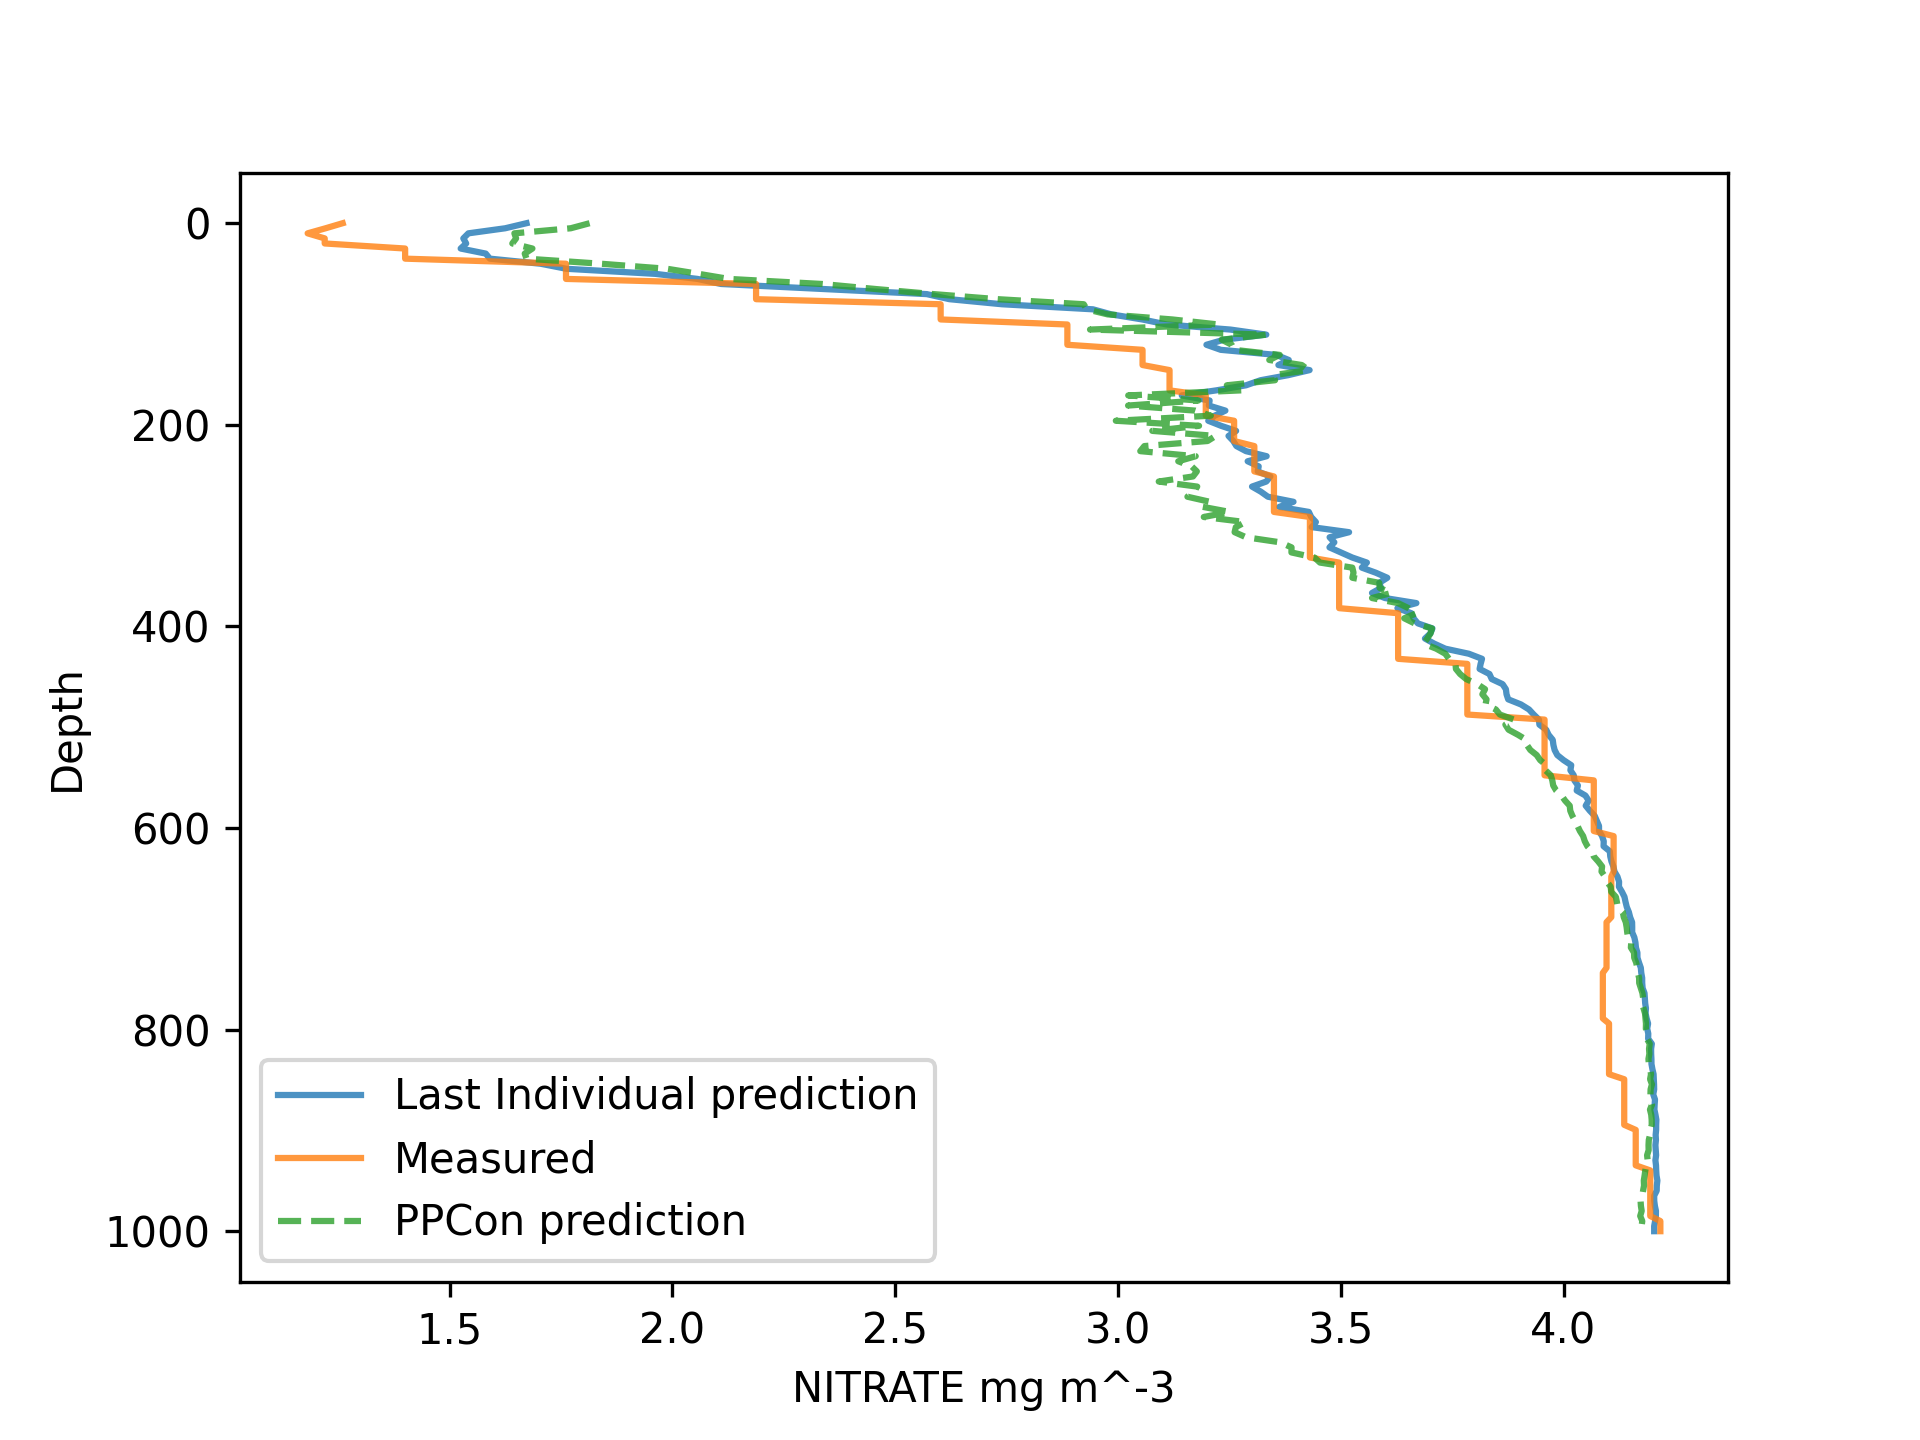 0
200
400
600
800
1000
Depth
Last Individual prediction
Measured
PPCon prediction
1.5 2.0 2.5 3.0 3.5 4.0
NITRATE mg m^-3